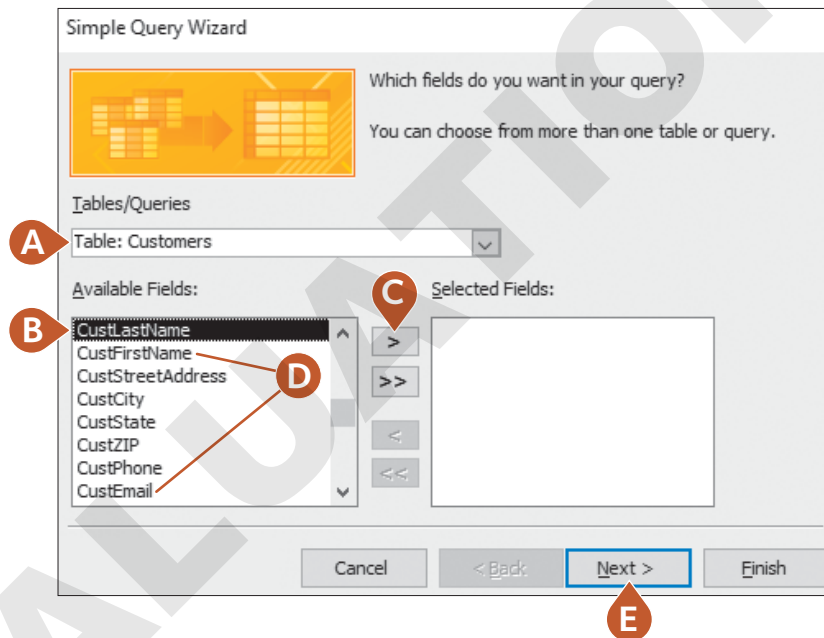 Simple Query Wizard
Which fields do you want in your query?
You can choose from more than one table or query.
Tables/Queries
A
Table: Customers
Available Fields:
C
Selected Fields:
B
CustLastName
CustFirstName
CustStreetAddress
CustCity
CustState
CustZIP
CustPhone
CustEmail
D
>
>>
<
<<
Cancel
< Back
Next >
Finish
E
EVALUATION